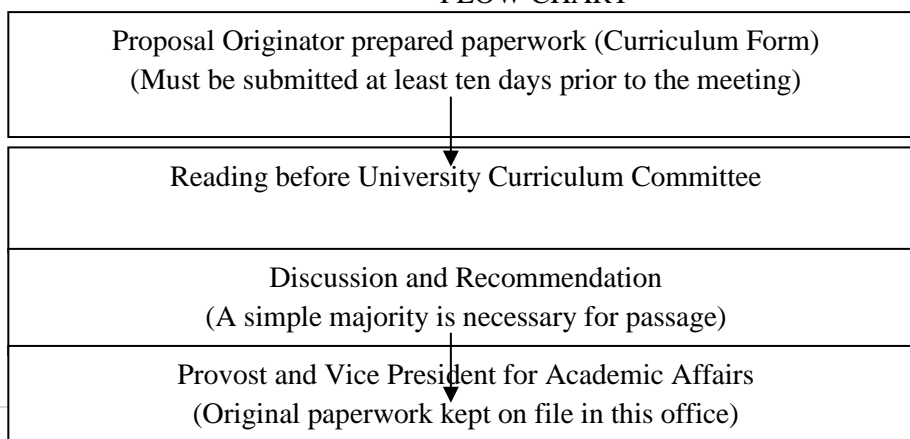 FLOW CHART
Proposal Originator prepared paperwork (Curriculum Form)
(Must be submitted at least ten days prior to the meeting)
Reading before University Curriculum Committee
Discussion and Recommendation
(A simple majority is necessary for passage)
Provost and Vice President for Academic Affairs
(Original paperwork kept on file in this office)